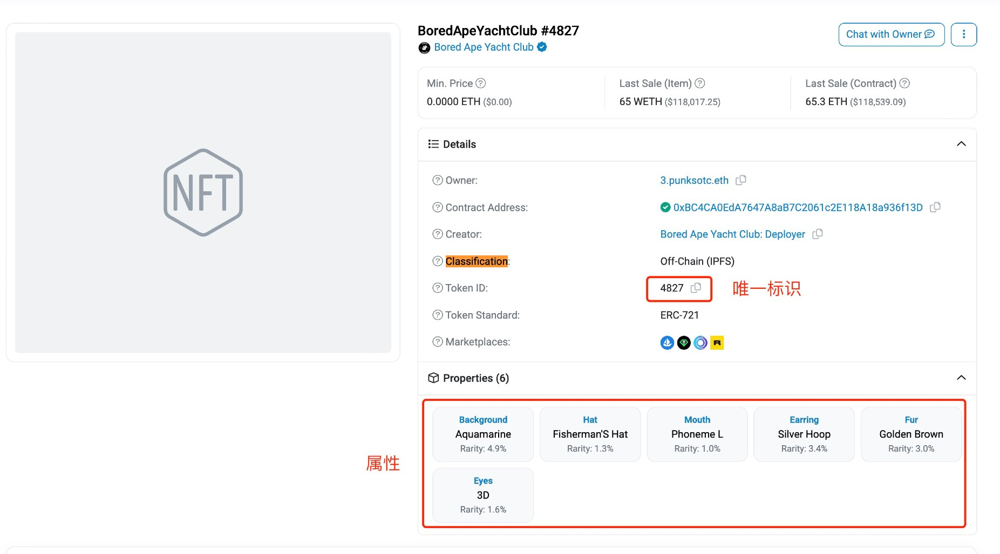 NFT
BoredApeYachtClub #4827
Bored Ape Yacht Club
Chat with Owner
Min. Price
0.0000 ETH ($0.00)
Last Sale (Item)
65 WETH ($118,017.25)
Last Sale (Contract)
65.3 ETH ($118,539.09)
Details
Owner:
3.punksotc.eth
Contract Address:
0xBC4CA0EdA7647A8aB7C2061c2E118A18a936f13D
Creator:
Bored Ape Yacht Club: Deployer
Classification:
Off-Chain (IPFS)
Token ID:
4827
唯一标识
Token Standard:
ERC-721
Marketplaces:
R
Properties (6)
属性
Background
Aquamarine
Rarity: 4.9%
Hat
Fisherman'S Hat
Rarity: 1.3%
Mouth
Phoneme L
Rarity: 1.0%
Earring
Silver Hoop
Rarity: 3.4%
Fur
Golden Brown
Rarity: 3.0%
Eyes
3D
Rarity: 1.6%